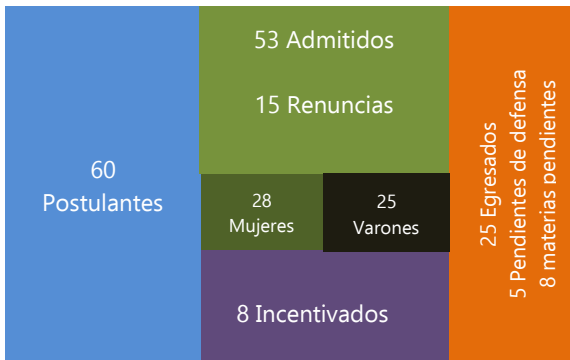 60
Postulantes
53 Admitidos
15 Renuncias
28
Mujeres
25
Varones
8 Incentivados
25 Egresados
5 Pendientes de defensa
8 materias pendientes